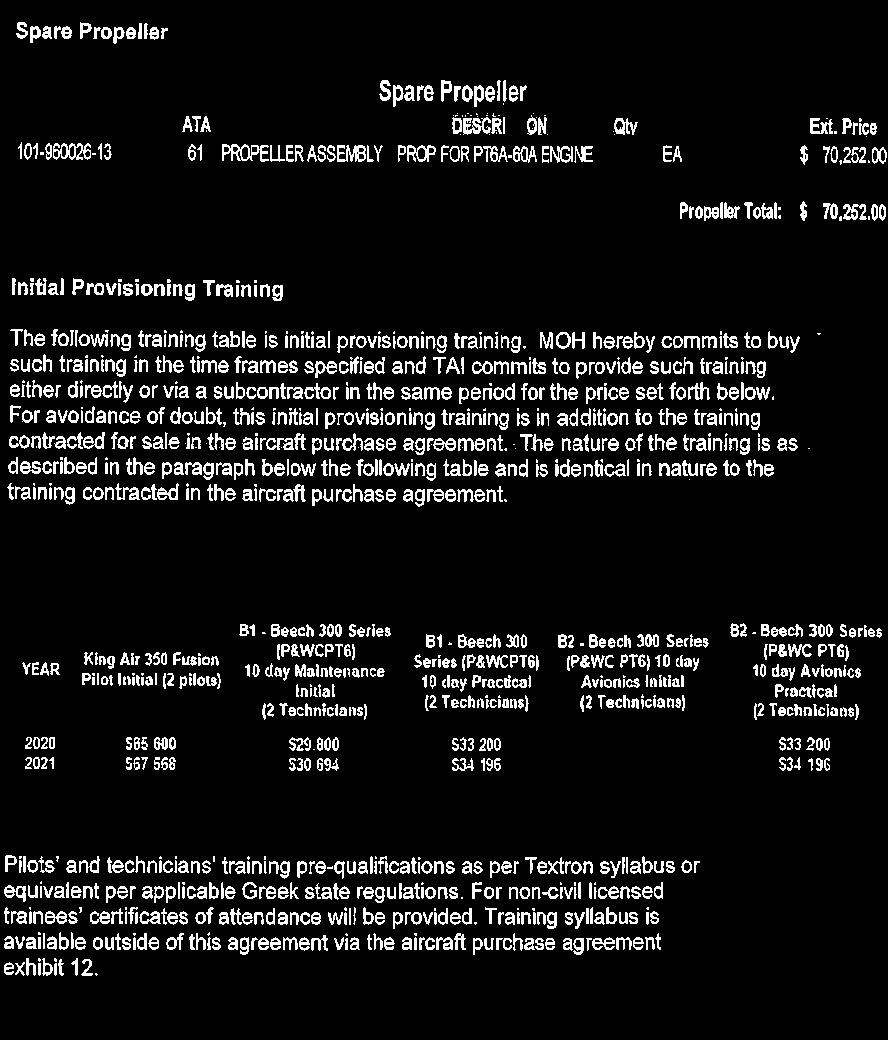 Spare Propeller
Spare Propeller
ATA DESCRI ON Qty Ext. Price
101-960026-13 61 PROPELLER ASSEMBLY PROP FOR PT6A-60A ENGINE EA $ 70,252.00
Propeller Total: $ 70,252.00
Initial Provisioning Training
The following training table is initial provisioning training. MOH hereby commits to buy
such training in the time frames specified and TAI commits to provide such training
either directly or via a subcontractor in the same period for the price set forth below.
For avoidance of doubt, this initial provisioning training is in addition to the training
contracted for sale in the aircraft purchase agreement. The nature of the training is as
described in the paragraph below the following table and is identical in nature to the
training contracted in the aircraft purchase agreement.
YEAR King Air 350 Fusion Pilot Initial (2 pilots) B1 - Beech 300 Series (P&WCPT6) 10 day Maintenance Initial (2 Technicians) B1 - Beech 300 Series (P&WCPT6) 10 day Practical (2 Technicians) B2 - Beech 300 Series (P&WC PT6) 10 day Avionics Initial (2 Technicians) B2 - Beech 300 Series (P&WC PT6) 10 day Avionics Practical (2 Technicians)
2020 $65 600 $29.800 $33 200 $33 200
2021 $67 568 $30 694 $34 196 $34 196
Pilots' and technicians' training pre-qualifications as per Textron syllabus or
equivalent per applicable Greek state regulations. For non-civil licensed
trainees' certificates of attendance will be provided. Training syllabus is
available outside of this agreement via the aircraft purchase agreement
exhibit 12.